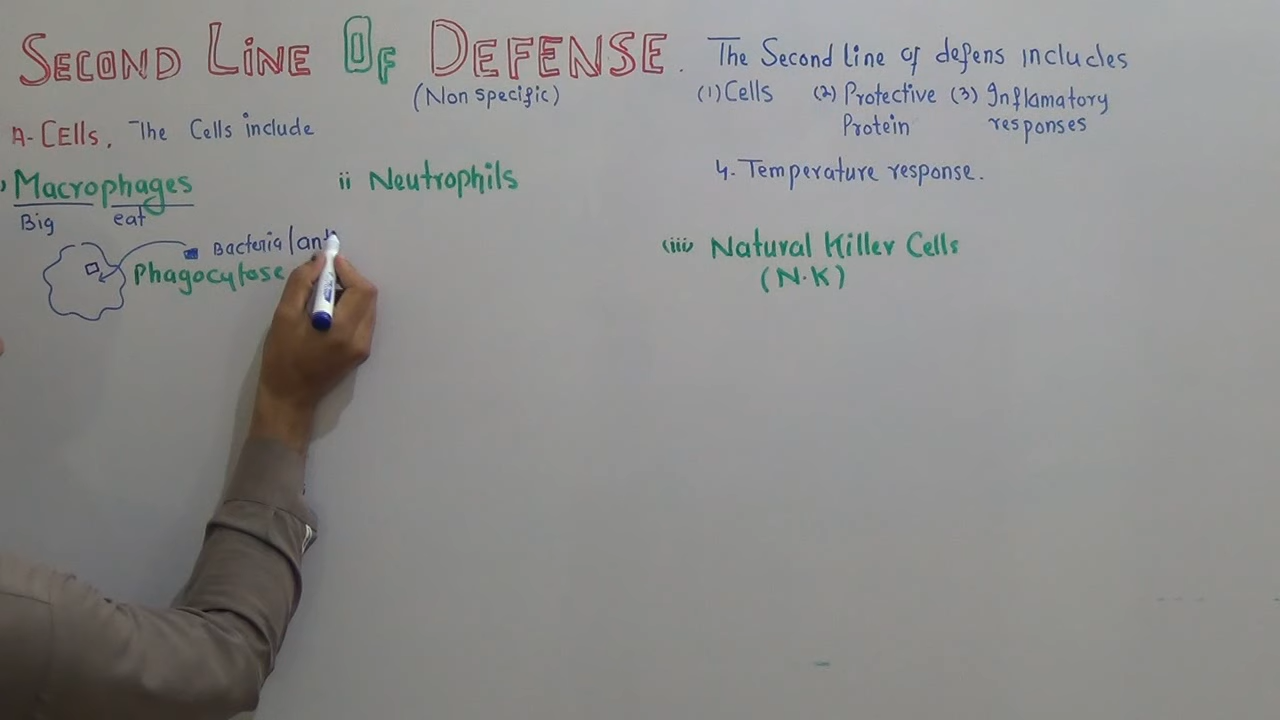 SECOND LINE OF DEFENSE.
(Non specific)
The Second line of defens includes
(1) Cells (2) Protective Protein (3) Inflamatory responses
4. Temperature response.
A- CElls, The Cells include
) Macrophages
Big eat
Bacteria/ant
Phagocytose
ii Neutrophils
(iii) Natural Killer Cells
(N.K)